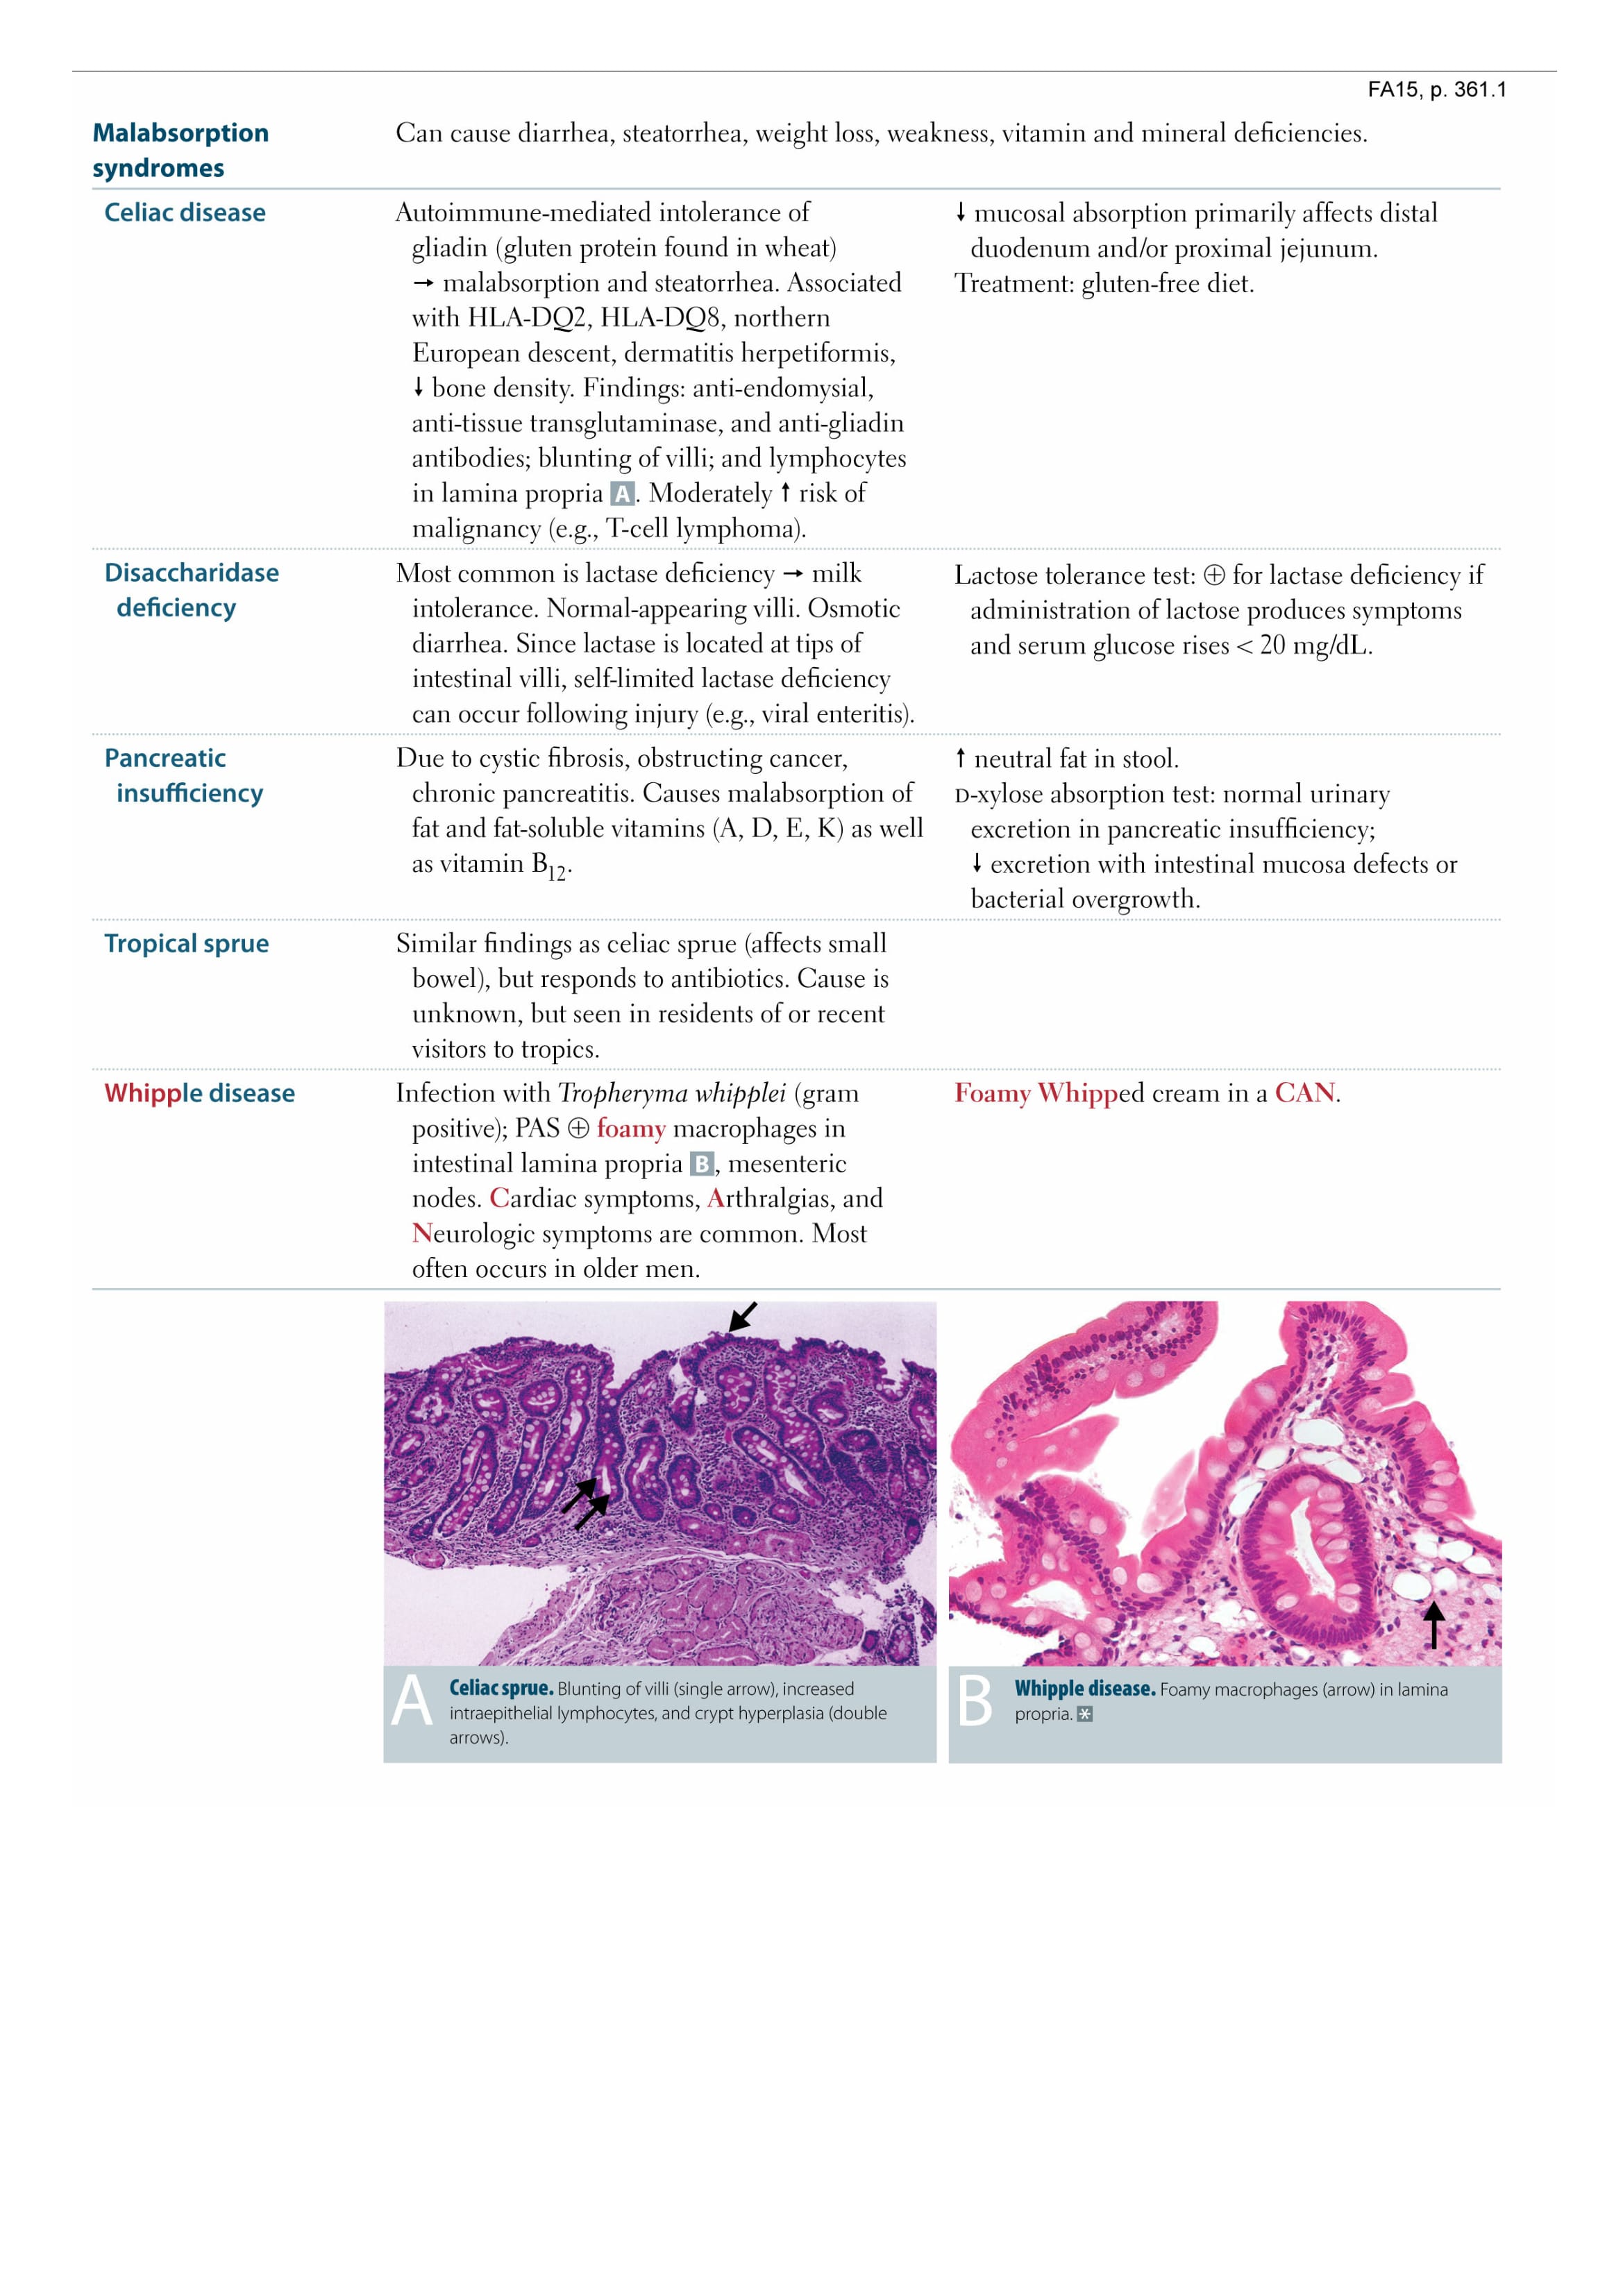 FA15, p. 361.1
Malabsorption
syndromes
Can cause diarrhea, steatorrhea, weight loss, weakness, vitamin and mineral deficiencies.
Celiac disease
Autoimmune-mediated intolerance of
gliadin (gluten protein found in wheat)
→ malabsorption and steatorrhea. Associated
with HLA-DQ2, HLA-DQ8, northern
European descent, dermatitis herpetiformis,
↓ bone density. Findings: anti-endomysial,
anti-tissue transglutaminase, and anti-gliadin
antibodies; blunting of villi; and lymphocytes
in lamina propria A. Moderately ↑ risk of
malignancy (e.g., T-cell lymphoma).
↓ mucosal absorption primarily affects distal
duodenum and/or proximal jejunum.
Treatment: gluten-free diet.
Disaccharidase
deficiency
Most common is lactase deficiency → milk
intolerance. Normal-appearing villi. Osmotic
diarrhea. Since lactase is located at tips of
intestinal villi, self-limited lactase deficiency
can occur following injury (e.g., viral enteritis).
Lactose tolerance test: ⊕ for lactase deficiency if
administration of lactose produces symptoms
and serum glucose rises < 20 mg/dL.
Pancreatic
insufficiency
Due to cystic fibrosis, obstructing cancer,
chronic pancreatitis. Causes malabsorption of
fat and fat-soluble vitamins (A, D, E, K) as well
as vitamin B12.
↑ neutral fat in stool.
D-xylose absorption test: normal urinary
excretion in pancreatic insufficiency;
↓ excretion with intestinal mucosa defects or
bacterial overgrowth.
Tropical sprue
Similar findings as celiac sprue (affects small
bowel), but responds to antibiotics. Cause is
unknown, but seen in residents of or recent
visitors to tropics.
Whipple disease
Infection with Tropheryma whipplei (gram
positive); PAS ⊕ foamy macrophages in
intestinal lamina propria B, mesenteric
nodes. Cardiac symptoms, Arthralgias, and
Neurologic symptoms are common. Most
often occurs in older men.
Foamy Whipped cream in a CAN.
A
Celiac sprue. Blunting of villi (single arrow), increased
intraepithelial lymphocytes, and crypt hyperplasia (double
arrows).
B
Whipple disease. Foamy macrophages (arrow) in lamina
propria. *